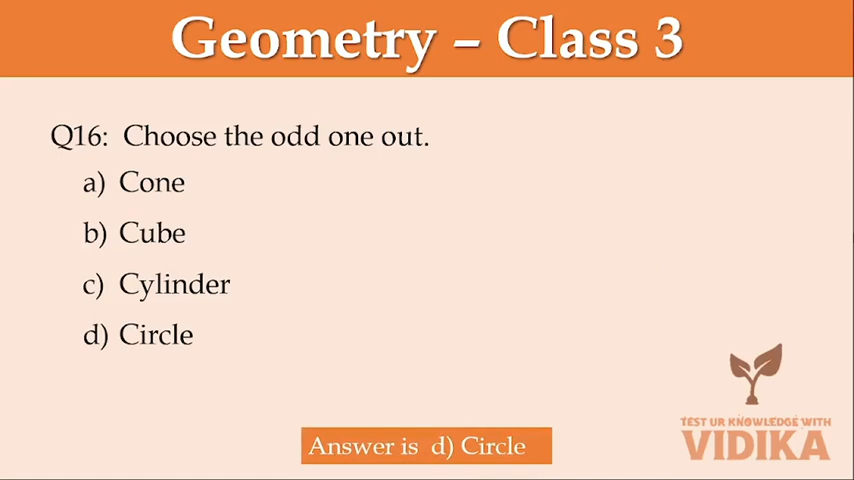 Geometry – Class 3
Q16: Choose the odd one out.
a) Cone
b) Cube
c) Cylinder
d) Circle
Answer is d) Circle
TEST UR KNOWLEDGE WITH
VIDIKA